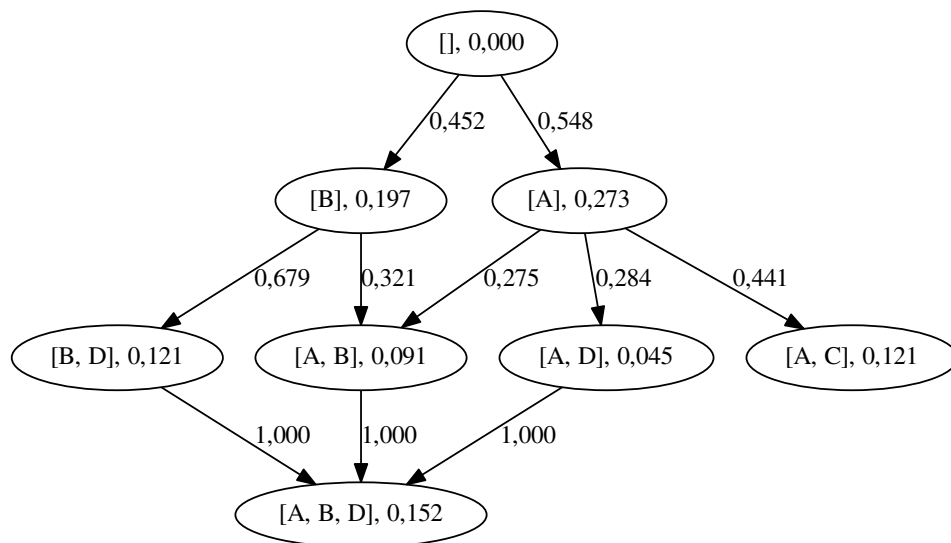 [], 0,000
0,452
0,548
[B], 0,197
[A], 0,273
0,679
0,321
0,275
0,284
0,441
[B, D], 0,121
[A, B], 0,091
[A, D], 0,045
[A, C], 0,121
1,000
1,000
1,000
[A, B, D], 0,152